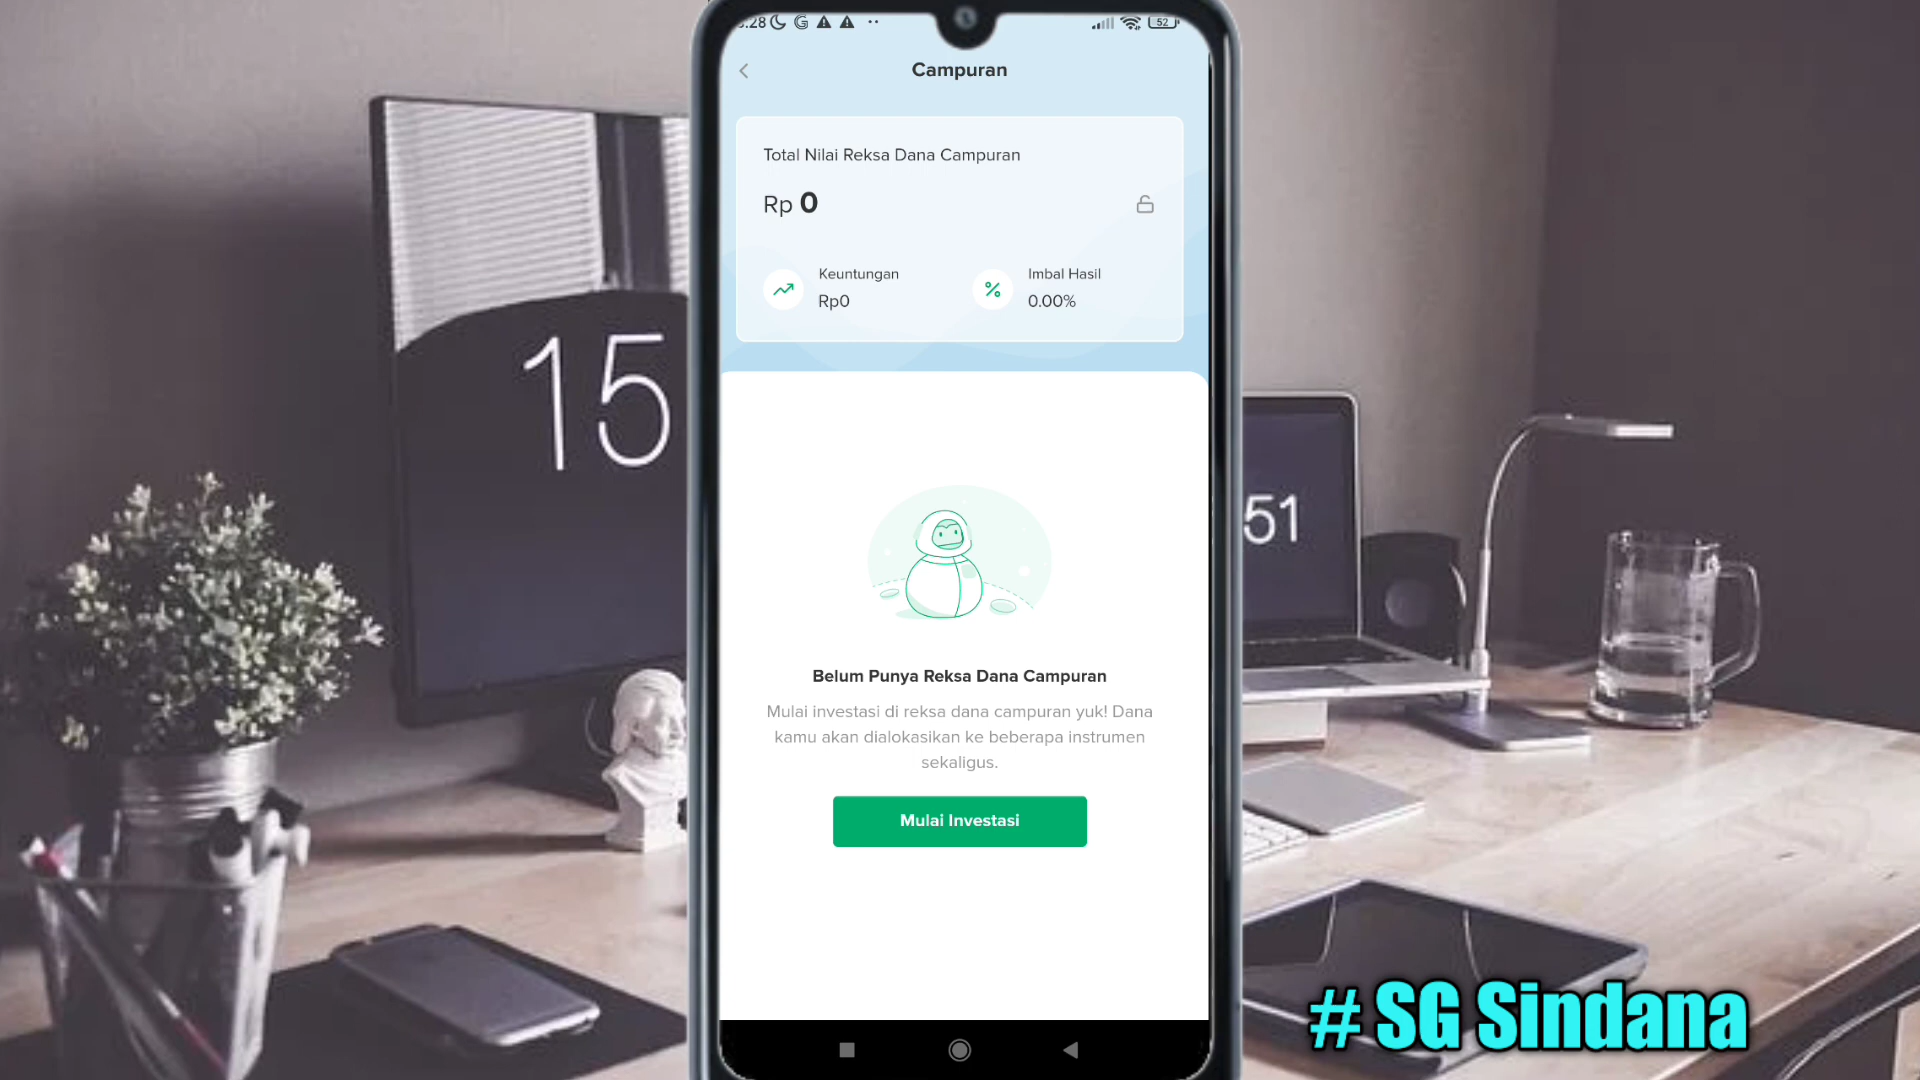 15
51
52
Campuran
Total Nilai Reksa Dana Campuran
Rp 0
Keuntungan
Rp0
Imbal Hasil
0.00%
Belum Punya Reksa Dana Campuran
Mulai investasi di reksa dana campuran yuk! Dana
kamu akan dialokasikan ke beberapa instrumen
sekaligus.
Mulai Investasi
# SG Sindana